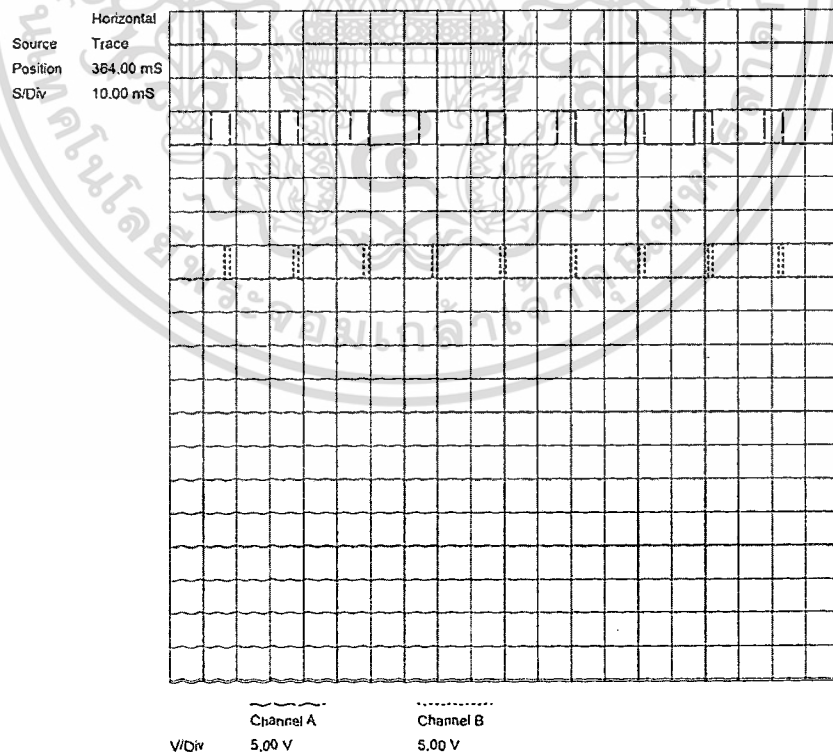 Horizontal
Source Trace
Position 364.00 mS
S/Div 10.00 mS
Channel A Channel B
V/Div 5.00 V 5.00 V